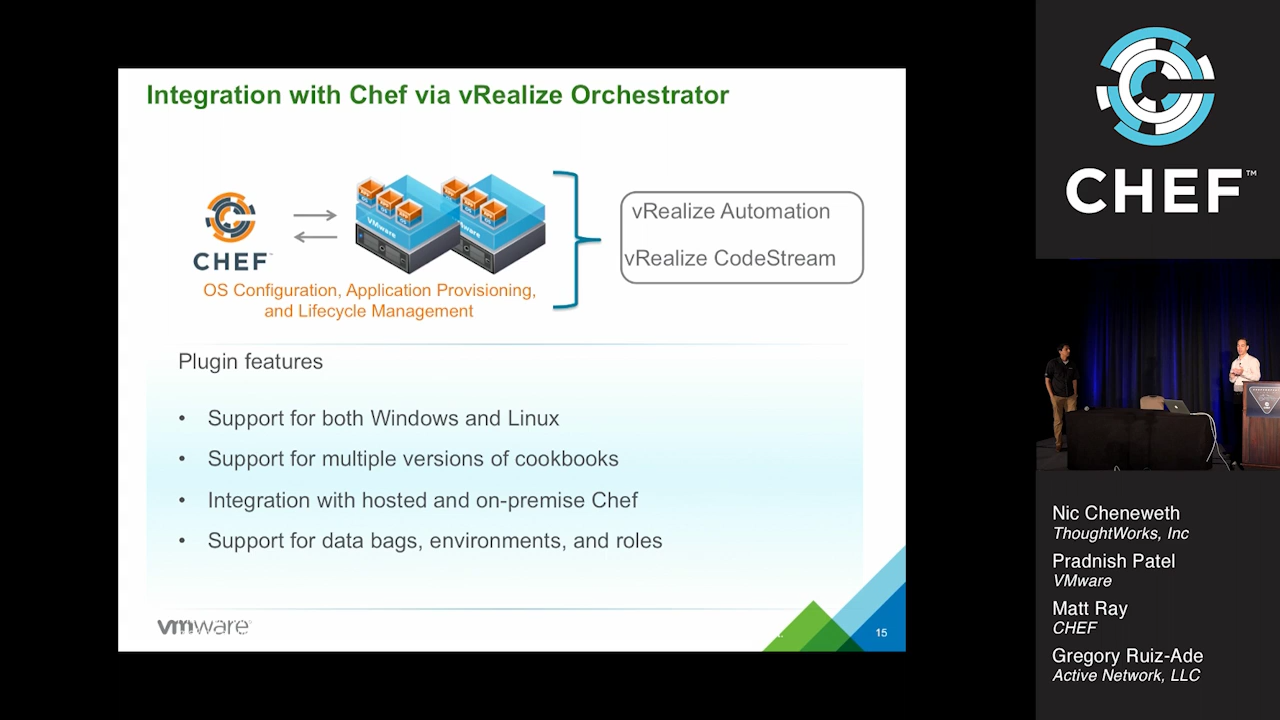 Integration with Chef via vRealize Orchestrator
CHEF
VMware
OS Configuration, Application Provisioning,
and Lifecycle Management
vRealize Automation
vRealize CodeStream
Plugin features
• Support for both Windows and Linux
• Support for multiple versions of cookbooks
• Integration with hosted and on-premise Chef
• Support for data bags, environments, and roles
vmware
15
CHEF™
Nic Cheneweth
ThoughtWorks, Inc
Pradnish Patel
VMware
Matt Ray
CHEF
Gregory Ruiz-Ade
Active Network, LLC